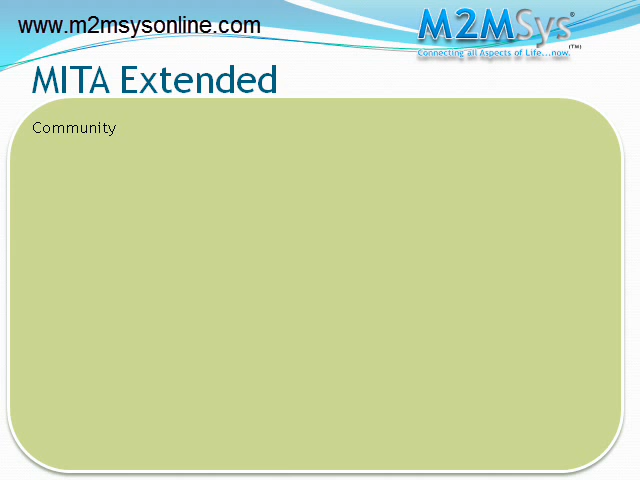 www.m2msysonline.com
M2MSys®
Connecting all Aspects of Life...now. (TM)
MITA Extended
Community